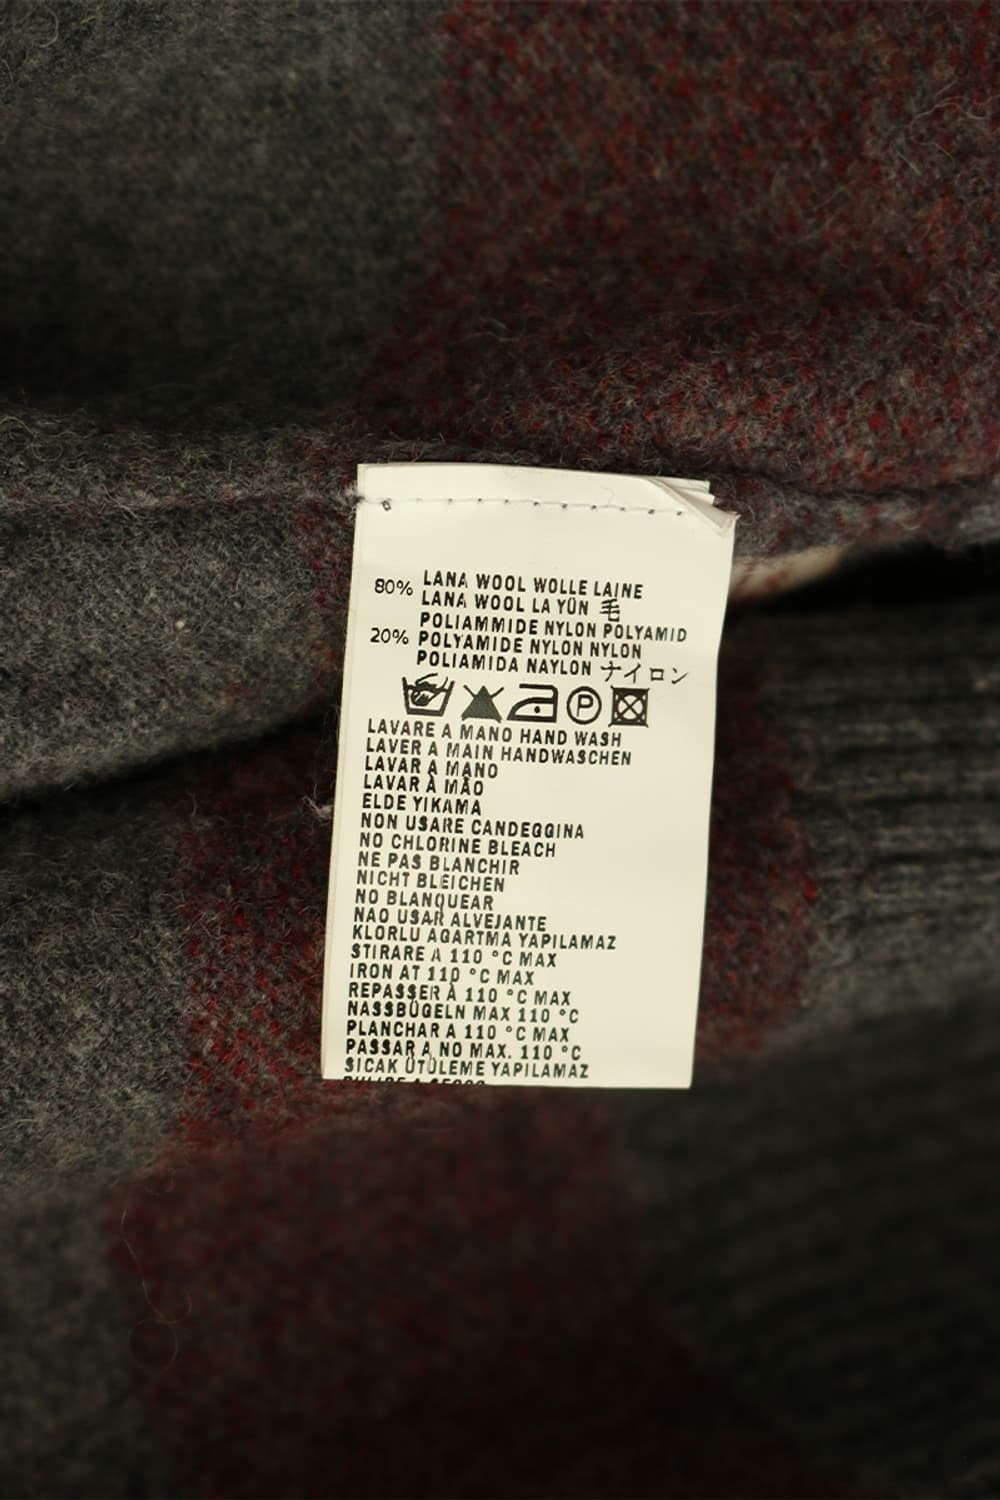 80% LANA WOOL WOLLE LAINE
LANA WOOL LA YÜN 毛
POLIAMMIDE NYLON POLYAMID
20% POLYAMIDE NYLON NYLON
POLIAMIDA NAYLON ナイロン
P
LAVARE A MANO HAND WASH
LAVER A MAIN HANDWASCHEN
LAVAR A MANO
LAVAR À MÃO
ELDE YIKAMA
NON USARE CANDEGGINA
NO CHLORINE BLEACH
NE PAS BLANCHIR
NICHT BLEICHEN
NO BLANQUEAR
NAO USAR ALVEJANTE
KLORLU AGARTMA YAPILAMAZ
STIRARE A 110 °C MAX
IRON AT 110 °C MAX
REPASSER À 110 °C MAX
NASSBÜGELN MAX 110 °C
PLANCHAR A 110 °C MAX
PASSAR A NO MAX. 110 °C
SICAK ÜTÜLEME YAPILAMAZ